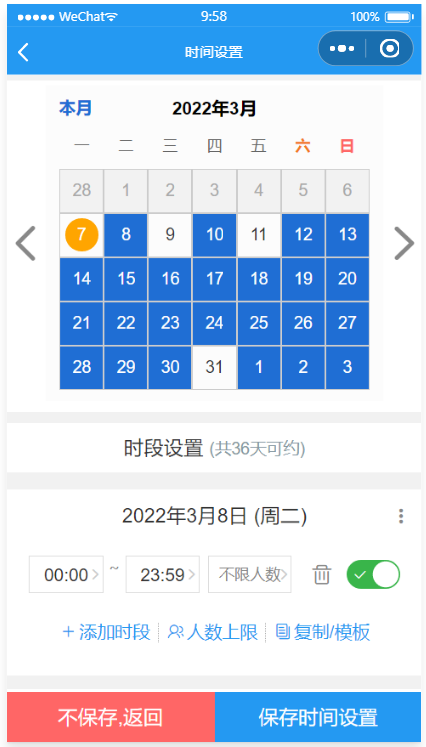 WeChat 9:58 100%
时间设置
本月 2022年3月
一 二 三 四 五 六 日
28 1 2 3 4 5 6
7 8 9 10 11 12 13
14 15 16 17 18 19 20
21 22 23 24 25 26 27
28 29 30 31 1 2 3
时段设置 (共36天可约)
2022年3月8日 (周二)
00:00 ~ 23:59 不限人数
+ 添加时段 人数上限 复制/模板
不保存,返回 保存时间设置